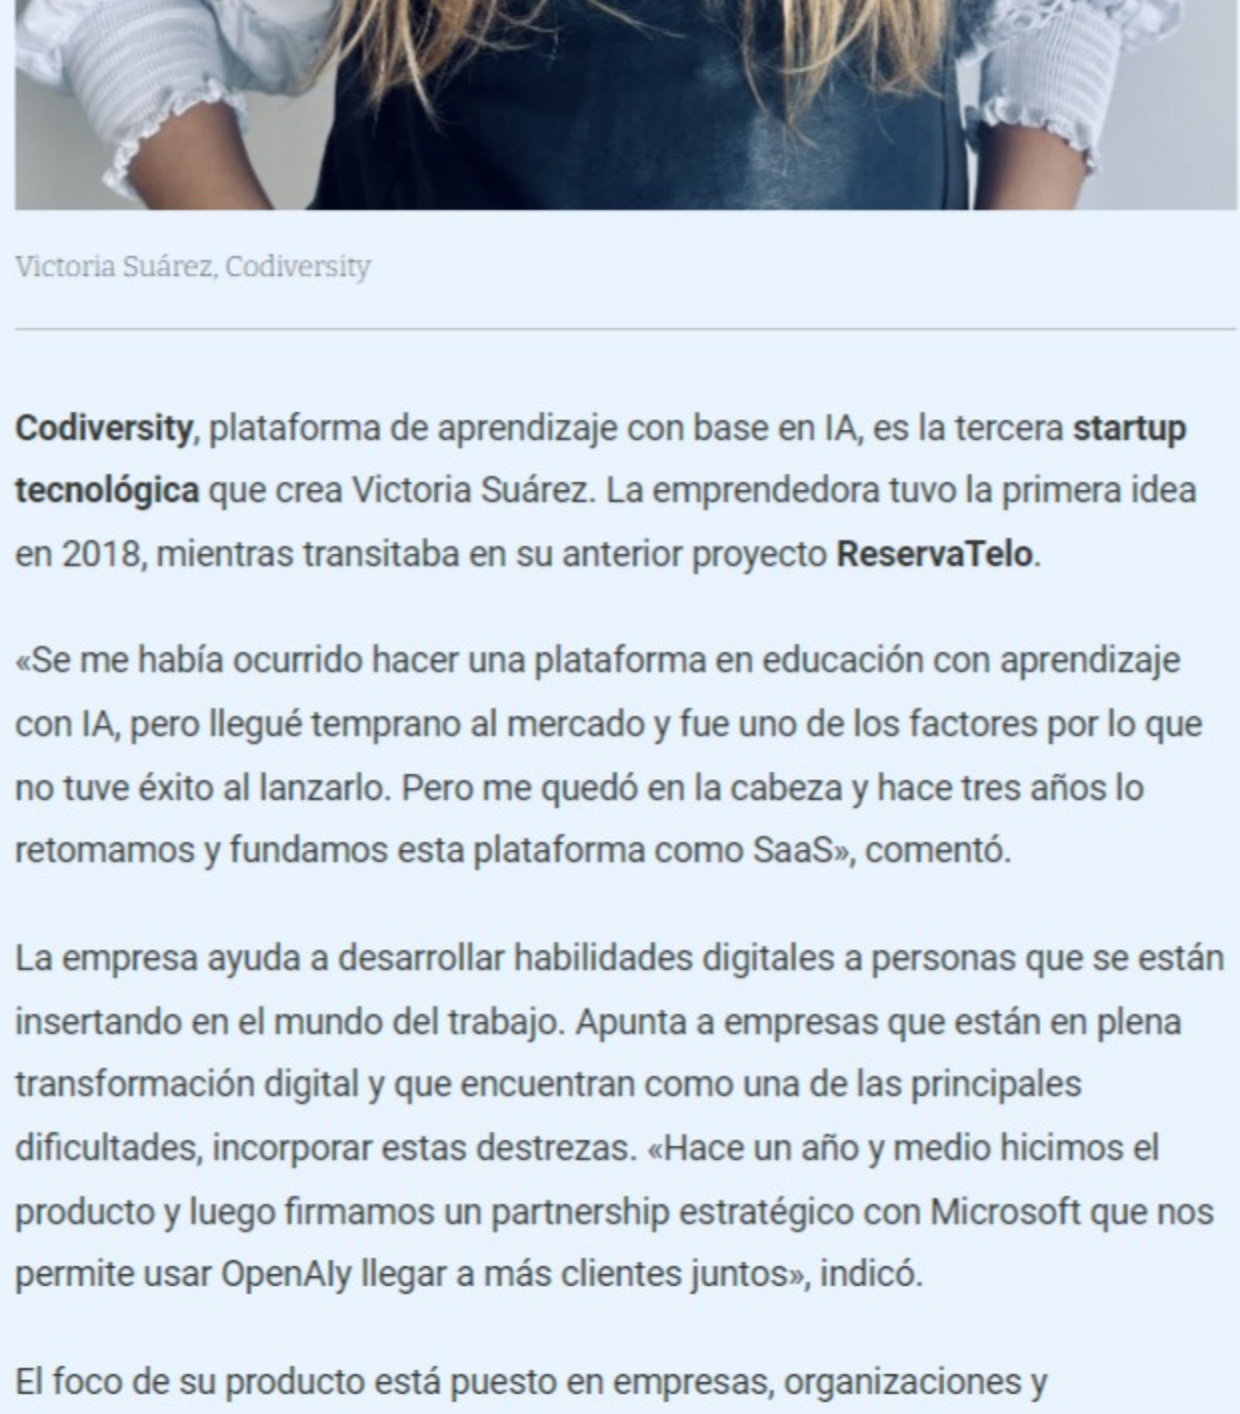 Victoria Suárez, Codiversity
Codiversity, plataforma de aprendizaje con base en IA, es la tercera startup
tecnológica que crea Victoria Suárez. La emprendedora tuvo la primera idea
en 2018, mientras transitaba en su anterior proyecto ReservaTelo.
«Se me había ocurrido hacer una plataforma en educación con aprendizaje
con IA, pero llegué temprano al mercado y fue uno de los factores por lo que
no tuve éxito al lanzarlo. Pero me quedó en la cabeza y hace tres años lo
retomamos y fundamos esta plataforma como SaaS», comentó.
La empresa ayuda a desarrollar habilidades digitales a personas que se están
insertando en el mundo del trabajo. Apunta a empresas que están en plena
transformación digital y que encuentran como una de las principales
dificultades, incorporar estas destrezas. «Hace un año y medio hicimos el
producto y luego firmamos un partnership estratégico con Microsoft que nos
permite usar OpenAIy llegar a más clientes juntos», indicó.
El foco de su producto está puesto en empresas, organizaciones y